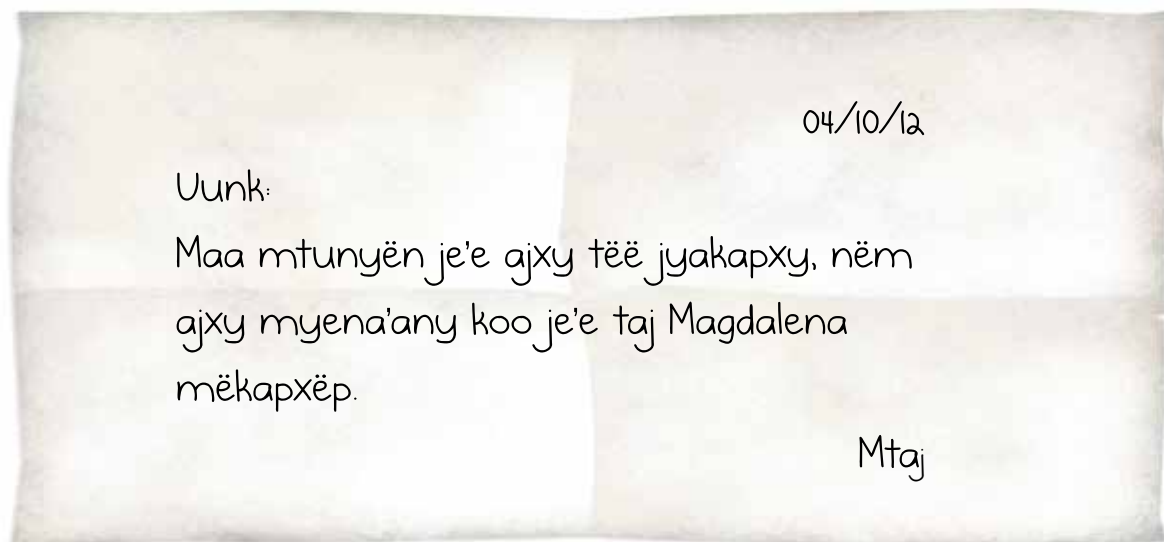 04/10/12
Uunk:
Maa mtunyën je'e ajxy tëë jyakapxy, nëm
ajxy myena'any koo je'e taj Magdalena
mëkapxëp.
Mtaj